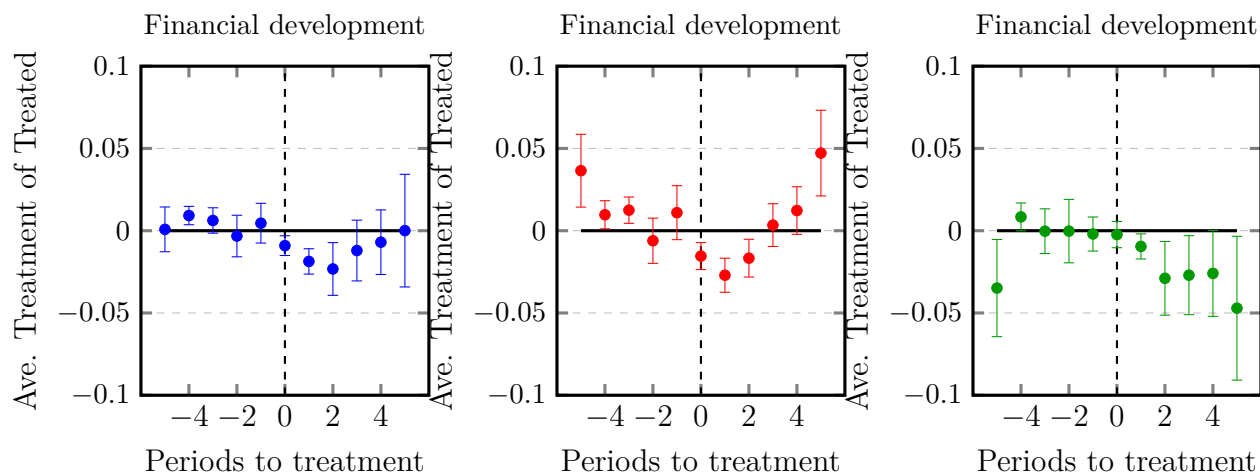 Financial development
Ave. Treatment of Treated
0.1
0.05
0
−0.05
−0.1
−4 −2 0 2 4
Periods to treatment
Financial development
Ave. Treatment of Treated
0.1
0.05
0
−0.05
−0.1
−4 −2 0 2 4
Periods to treatment
Financial development
Ave. Treatment of Treated
0.1
0.05
0
−0.05
−0.1
−4 −2 0 2 4
Periods to treatment